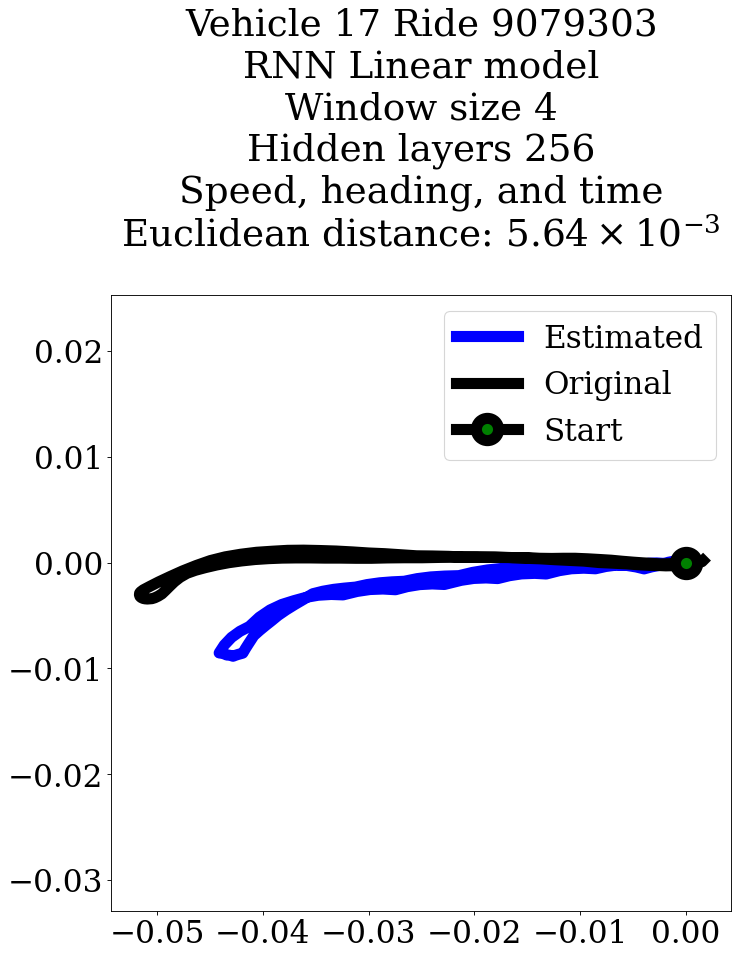 Vehicle 17 Ride 9079303
RNN Linear model
Window size 4
Hidden layers 256
Speed, heading, and time
Euclidean distance: 5.64 × 10⁻³
Estimated
Original
Start
0.02
0.01
0.00
−0.01
−0.02
−0.03
−0.05 −0.04 −0.03 −0.02 −0.01 0.00